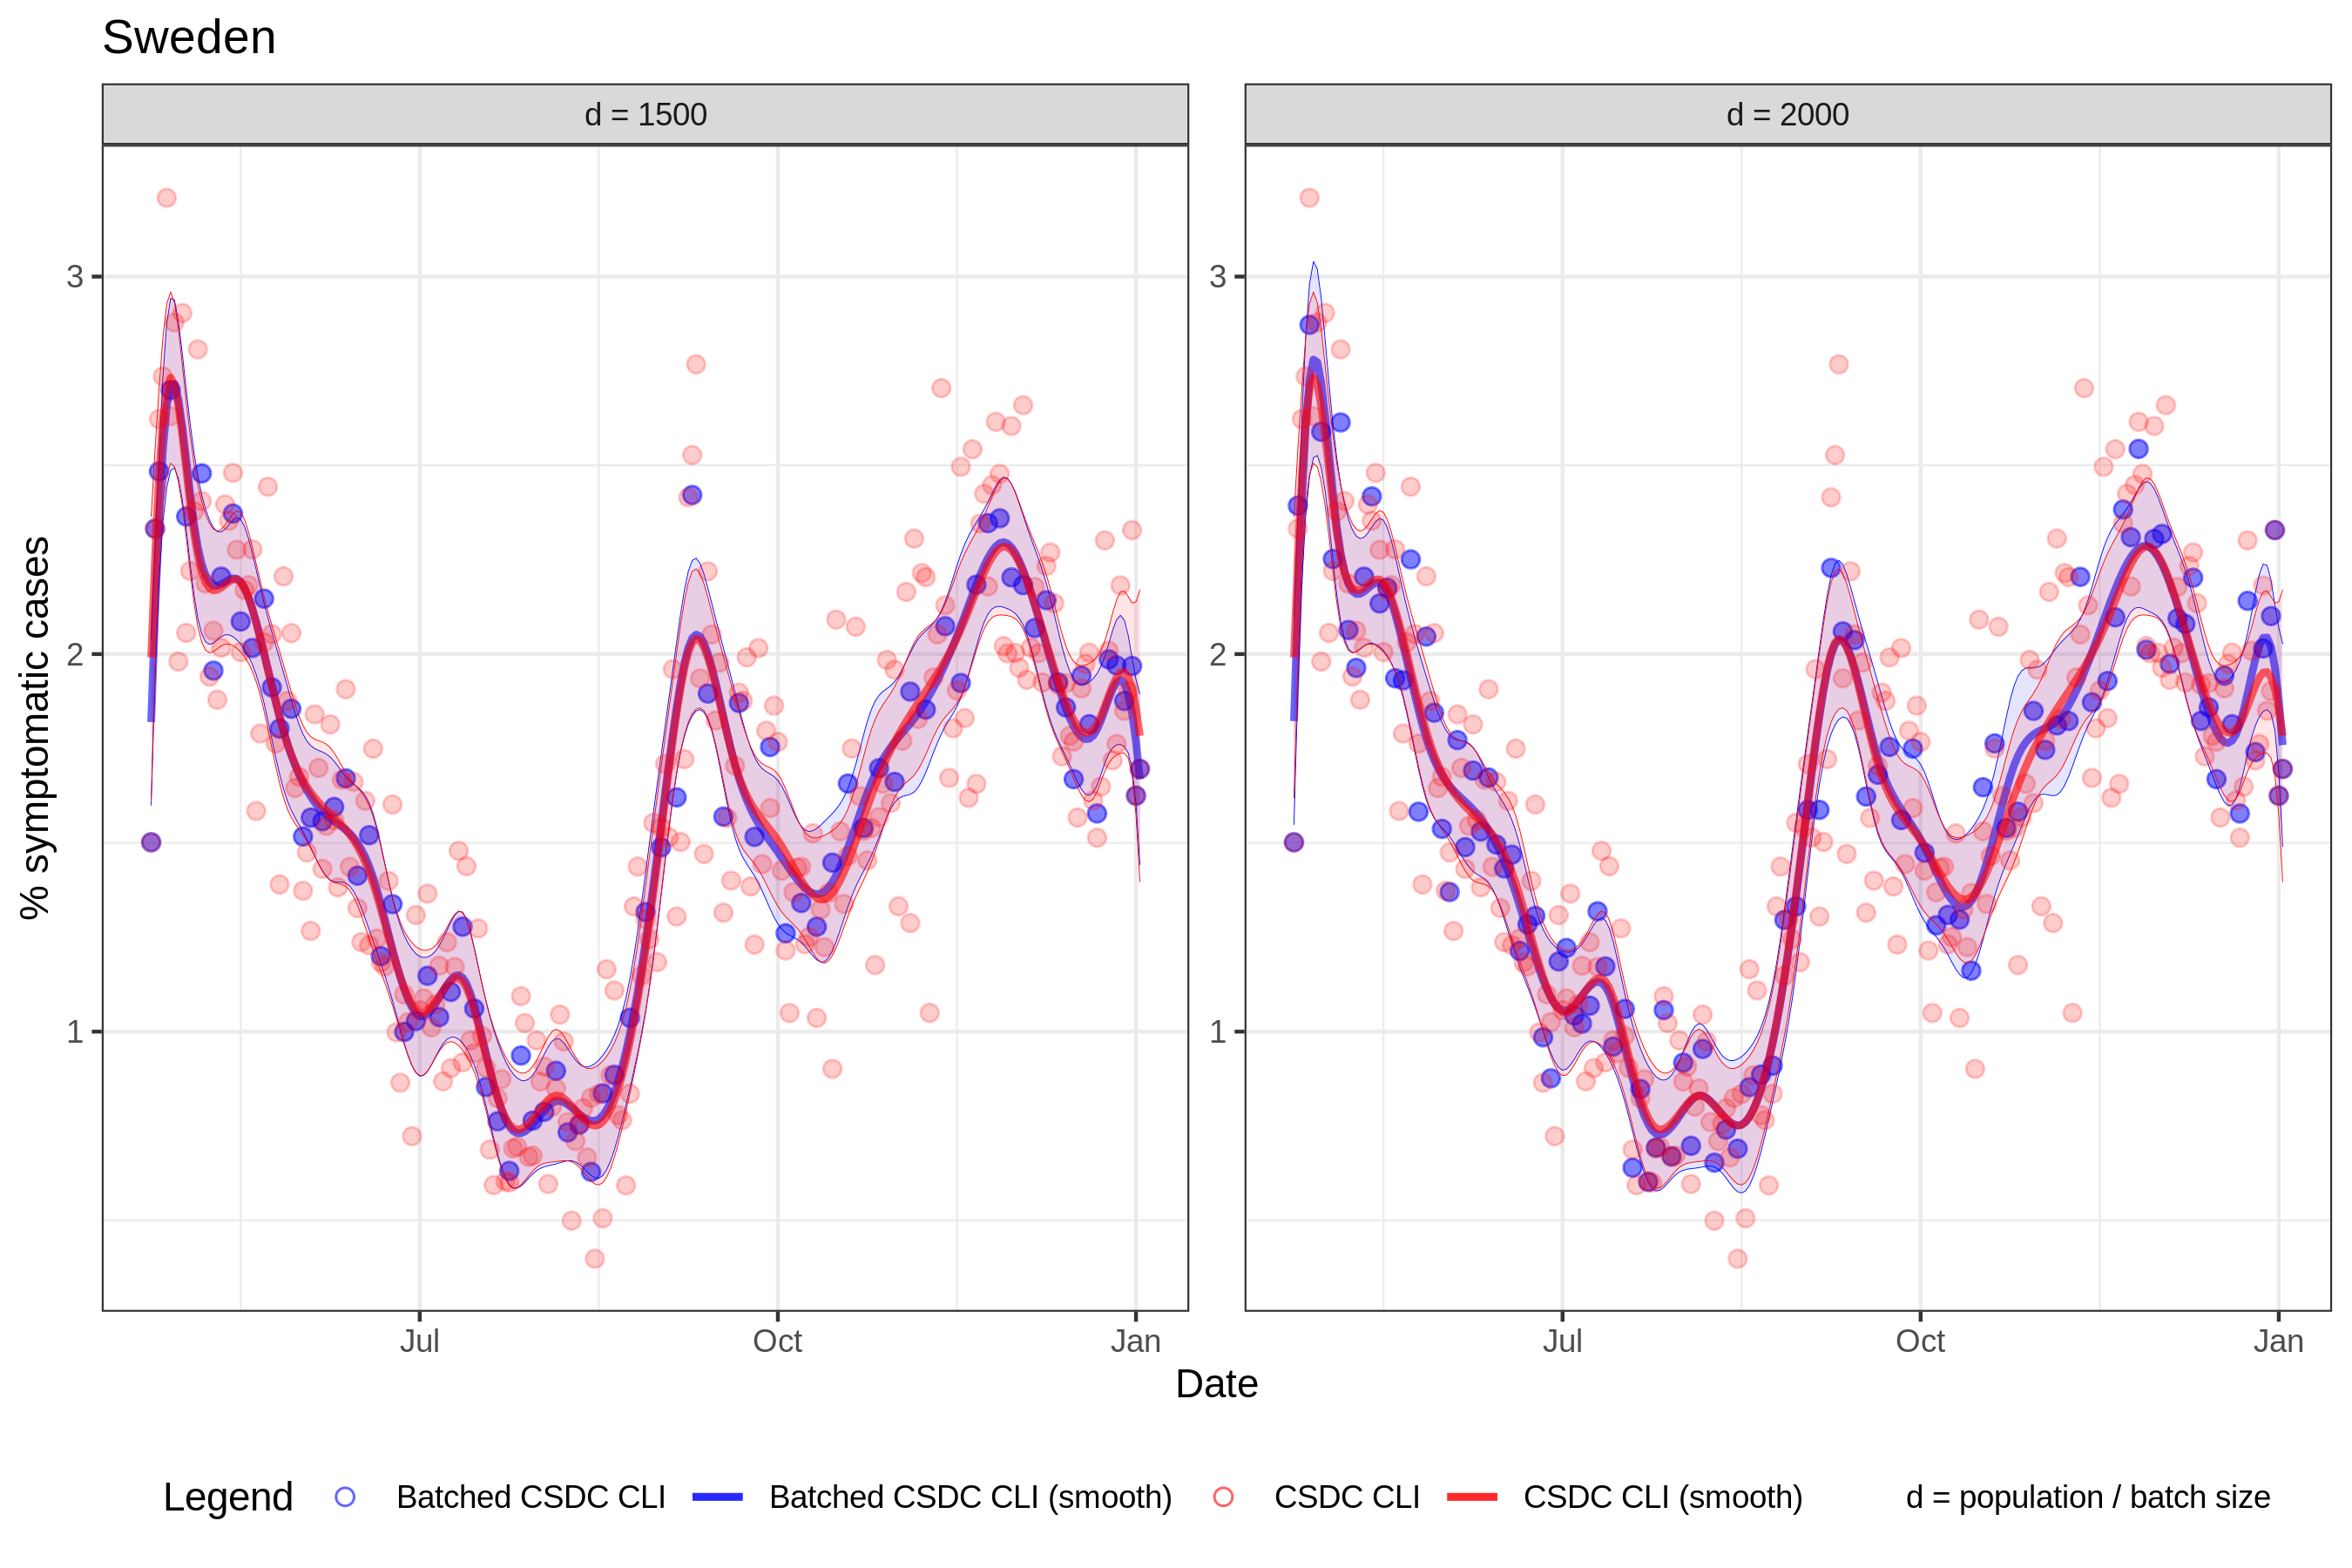 Sweden
d = 1500
d = 2000
% symptomatic cases
3
2
1
3
2
1
Jul
Oct
Jan
Jul
Oct
Jan
Date
Legend
Batched CSDC CLI
Batched CSDC CLI (smooth)
CSDC CLI
CSDC CLI (smooth)
d = population / batch size